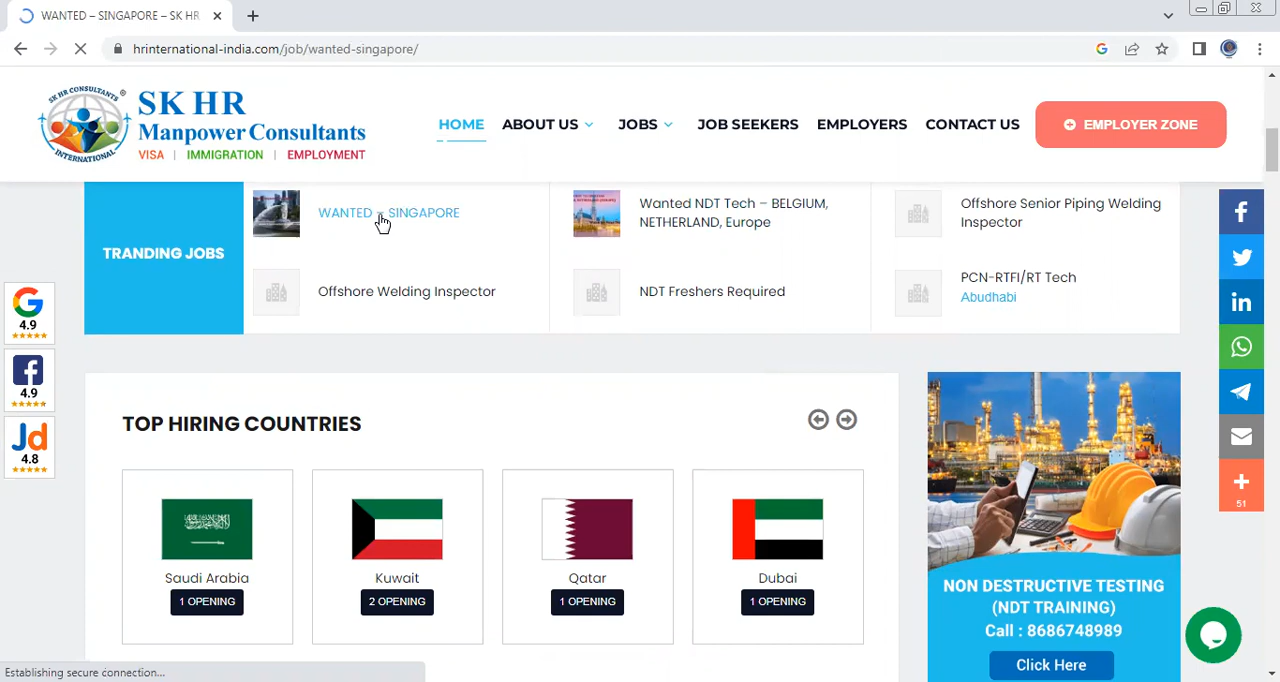 WANTED – SINGAPORE – SK HR
hrinternational-india.com/job/wanted-singapore/
SK HR CONSULTANTS
INTERNATIONAL
SK HR
Manpower Consultants
VISA | IMMIGRATION | EMPLOYMENT
HOME
ABOUT US
JOBS
JOB SEEKERS
EMPLOYERS
CONTACT US
EMPLOYER ZONE
TRANDING JOBS
WANTED – SINGAPORE
Wanted NDT Tech – BELGIUM,
NETHERLAND, Europe
Offshore Senior Piping Welding
Inspector
Offshore Welding Inspector
NDT Freshers Required
PCN-RTFI/RT Tech
Abudhabi
4.9
4.9
Jd
4.8
51
TOP HIRING COUNTRIES
Saudi Arabia
1 OPENING
Kuwait
2 OPENING
Qatar
1 OPENING
Dubai
1 OPENING
NON DESTRUCTIVE TESTING
(NDT TRAINING)
Call : 8686748989
Click Here
Establishing secure connection...